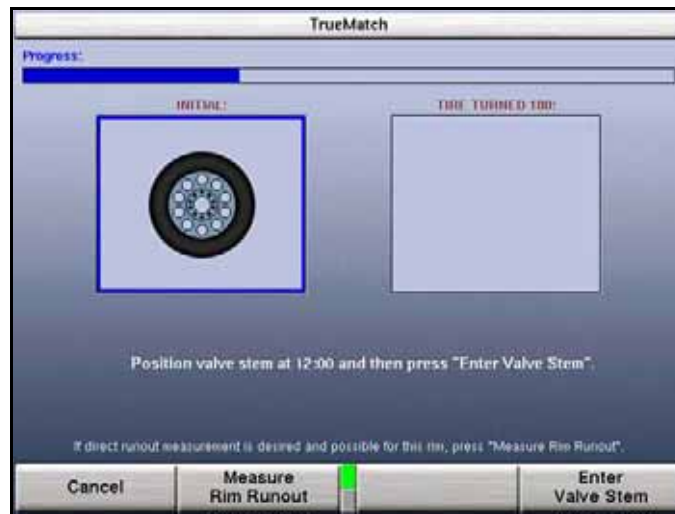 TrueMatch
Progress:
INITIAL:
TIRE TURNED 180:
Position valve stem at 12:00 and then press "Enter Valve Stem".
If direct runout measurement is desired and possible for this rim, press "Measure Rim Runout".
Cancel
Measure
Rim Runout
Enter
Valve Stem